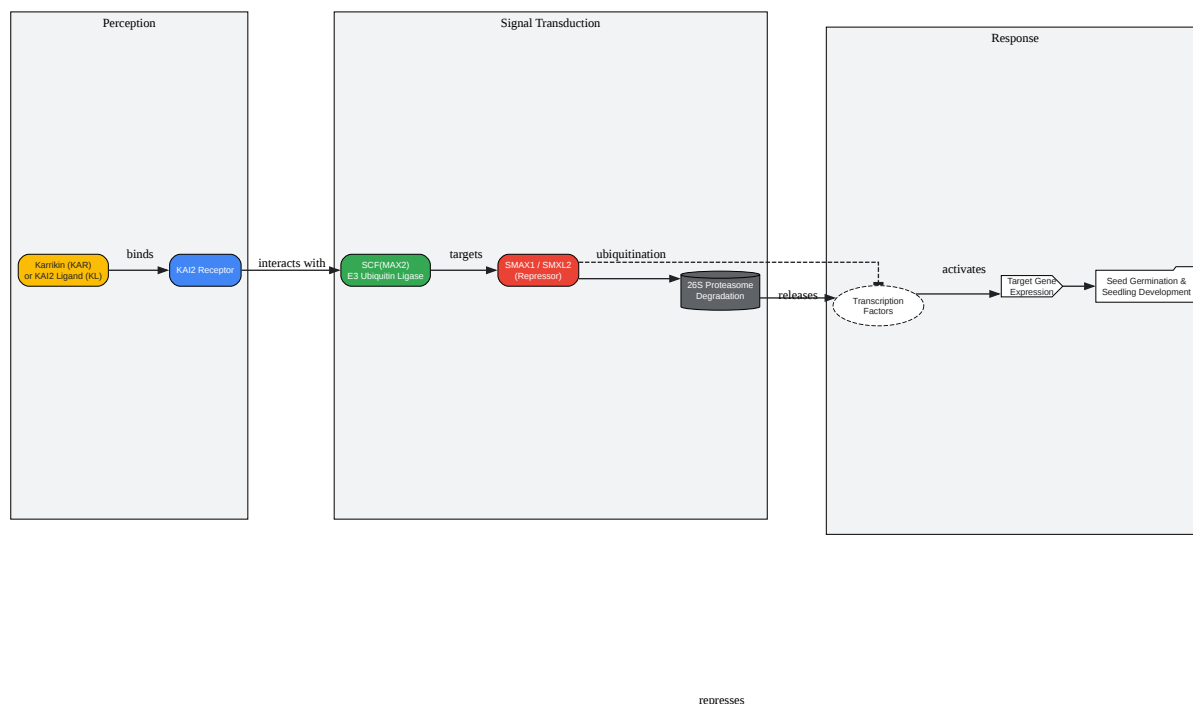 Perception
Signal Transduction
Response
Karrikin (KAR)
or KAI2 Ligand (KL)
binds
KAI2 Receptor
interacts with
SCF(MAX2)
E3 Ubiquitin Ligase
targets
SMAX1 / SMXL2
(Repressor)
ubiquitination
26S Proteasome
Degradation
releases
Transcription
Factors
activates
Target Gene
Expression
Seed Germination &
Seedling Development
represses